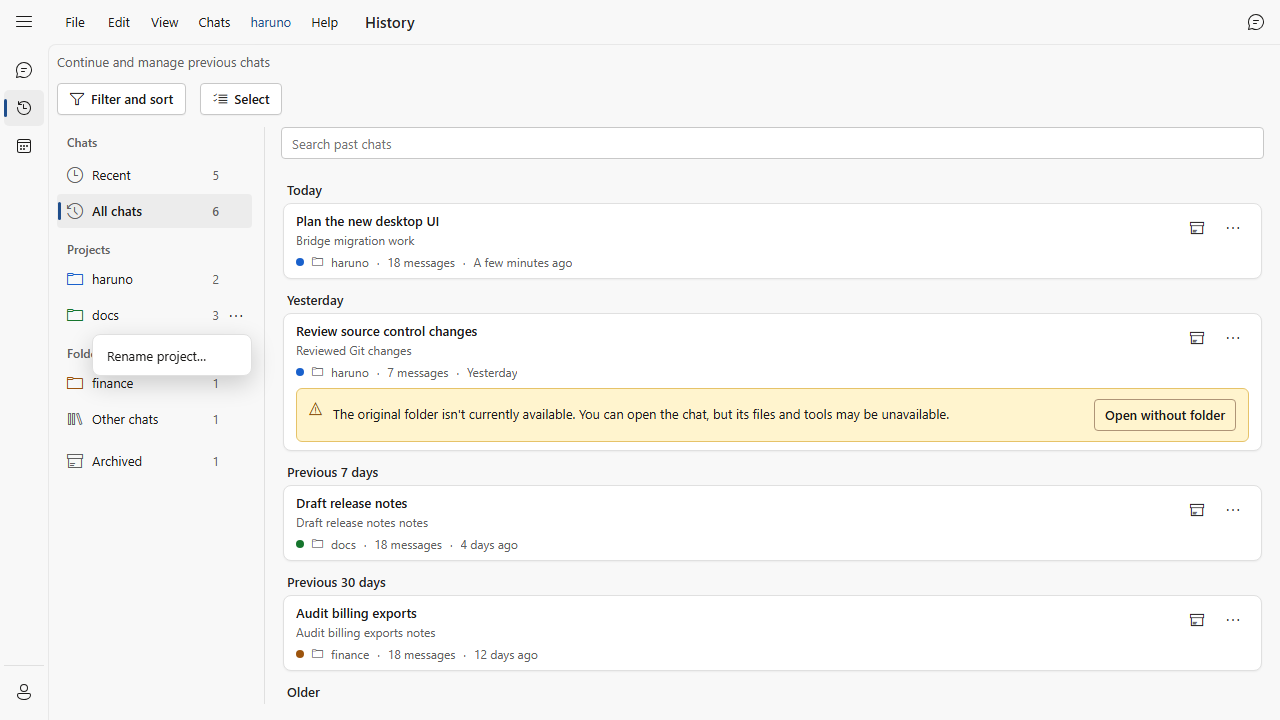 File Edit View Chats haruno Help History
Continue and manage previous chats
Filter and sort Select
Chats
Recent 5
All chats 6
Projects
haruno 2
docs 3 ...
Rename project...
finance 1
Other chats 1
Archived 1
Search past chats
Today
Plan the new desktop UI
Bridge migration work
haruno · 18 messages · A few minutes ago
Yesterday
Review source control changes
Reviewed Git changes
haruno · 7 messages · Yesterday
The original folder isn't currently available. You can open the chat, but its files and tools may be unavailable. Open without folder
Previous 7 days
Draft release notes
Draft release notes notes
docs · 18 messages · 4 days ago
Previous 30 days
Audit billing exports
Audit billing exports notes
finance · 18 messages · 12 days ago
Older